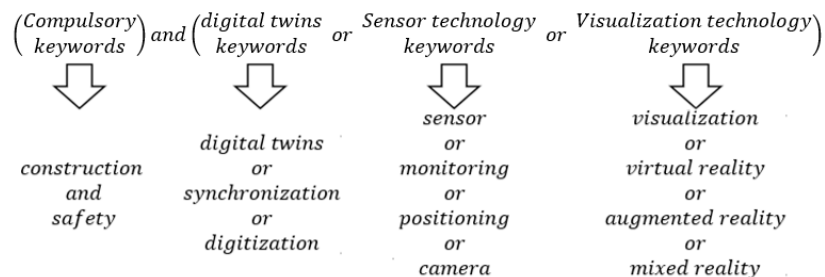 (Compulsory keywords) and (digital twins keywords or Sensor technology keywords or Visualization technology keywords)
construction
and
safety
digital twins
or
synchronization
or
digitization
sensor
or
monitoring
or
positioning
or
camera
visualization
or
virtual reality
or
augmented reality
or
mixed reality